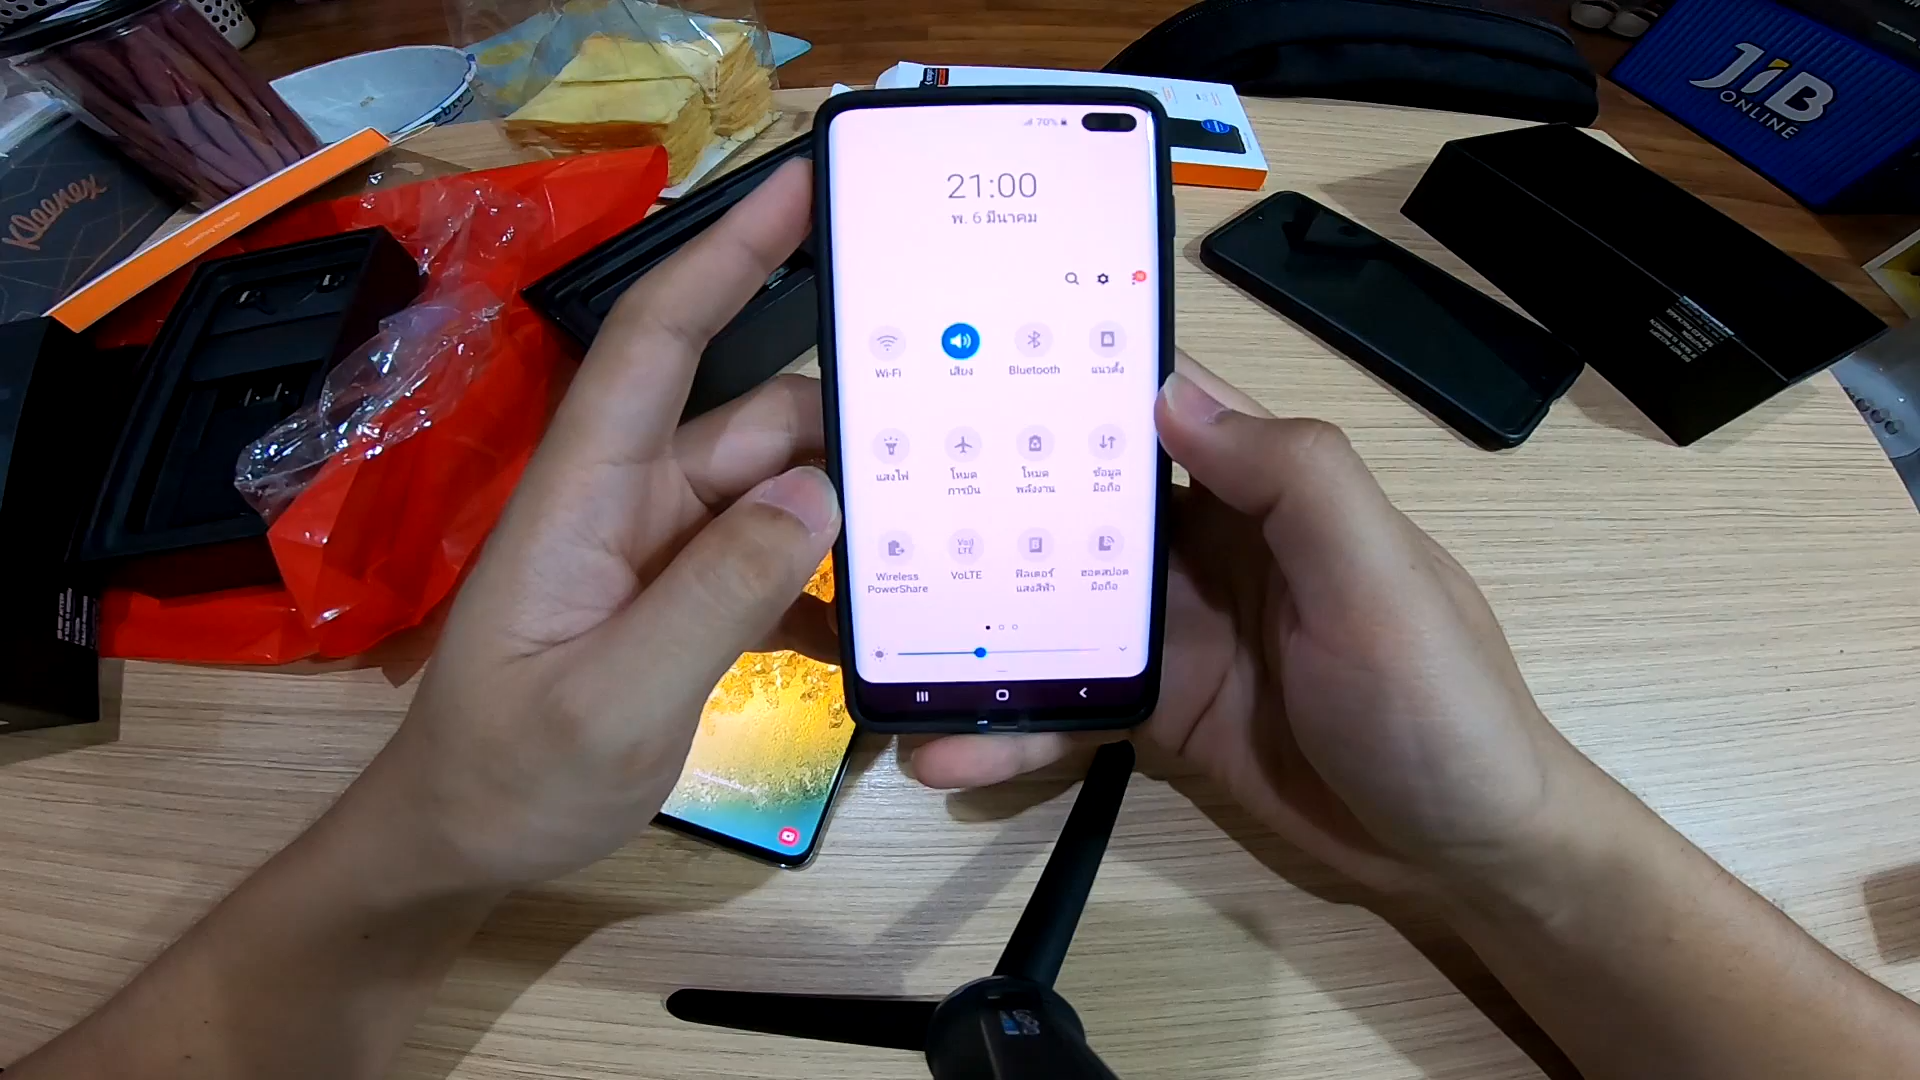 70%
21:00
พ. 6 มีนาคม
Wi-Fi
เสียง
Bluetooth
แนวตั้ง
แสงไฟ
โหมด
การบิน
โหมด
พลังงาน
ข้อมูล
มือถือ
Wireless
PowerShare
VoLTE
ฟิลเตอร์
แสงสีฟ้า
ฮอตสปอต
มือถือ
Kleenex
JIB
ONLINE
GoPro